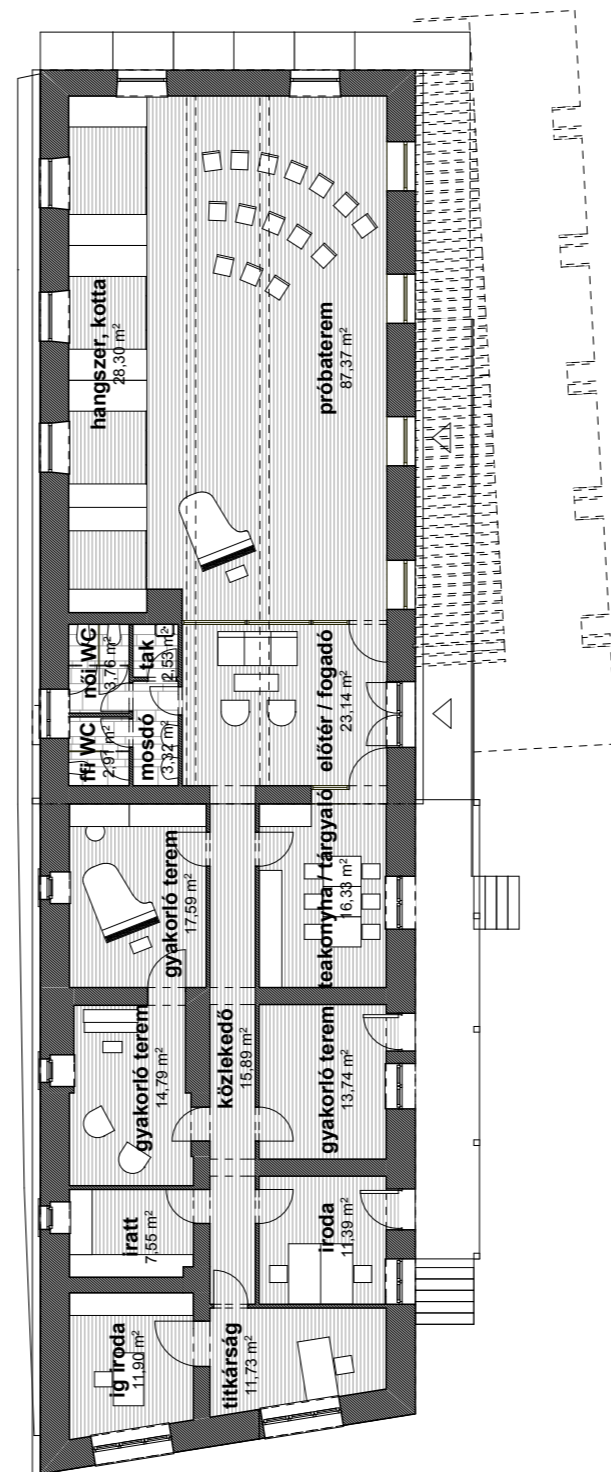 hangszer, kotta
28,30 m²
próbaterem
87,37 m²
női WC
3,76 m²
tak
2,53 m²
ffi WC
2,91 m²
mosdó
3,32 m²
előtér / fogadó
23,14 m²
gyakorló terem
17,59 m²
teakonyha / tárgyaló
16,33 m²
gyakorló terem
14,79 m²
közlekedő
15,89 m²
gyakorló terem
13,74 m²
iratt
7,55 m²
iroda
11,39 m²
ig iroda
11,90 m²
titkárság
11,73 m²